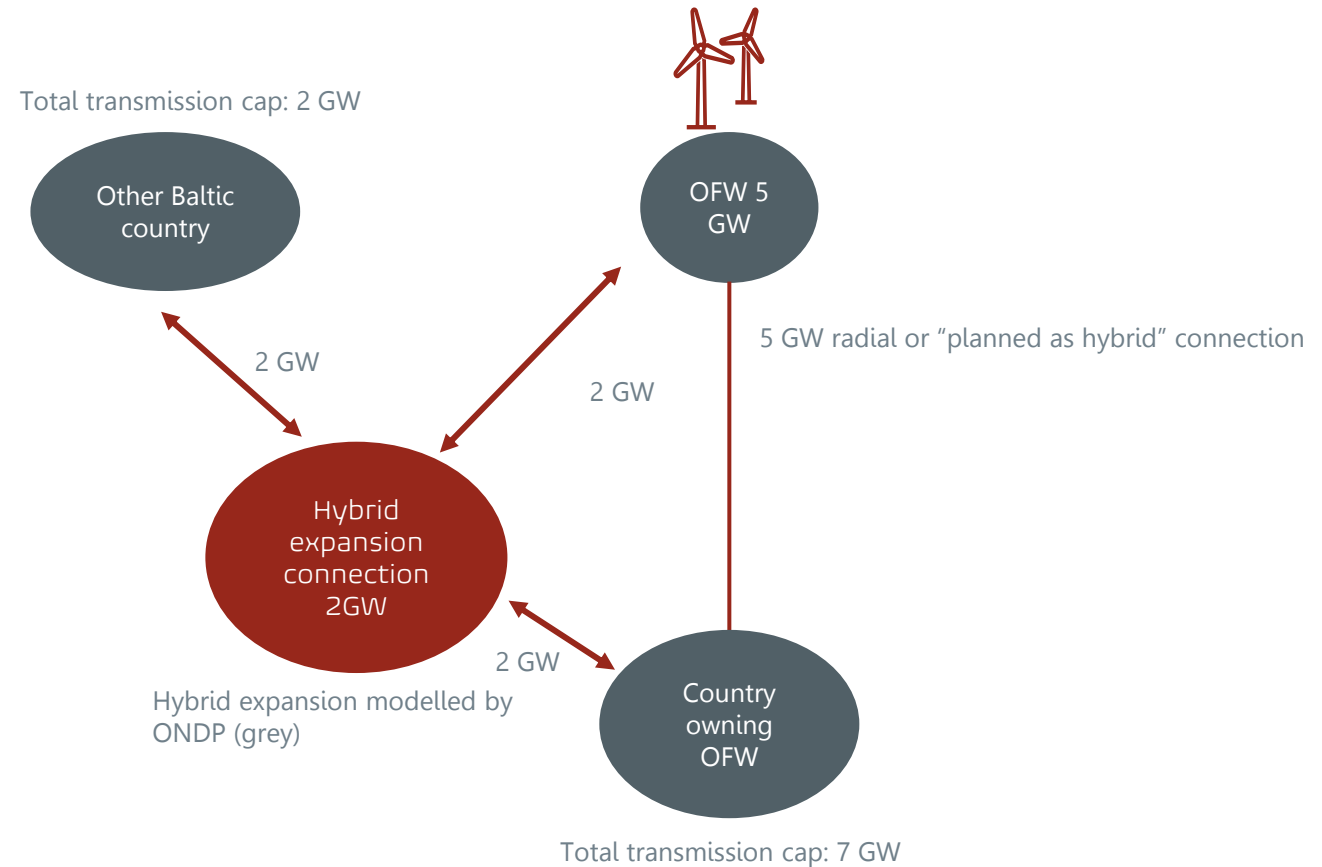 Total transmission cap: 2 GW
Other Baltic
country
OFW 5
GW
5 GW radial or “planned as hybrid” connection
2 GW
2 GW
Hybrid
expansion
connection
2GW
2 GW
Hybrid expansion modelled by
ONDP (grey)
Country
owning
OFW
Total transmission cap: 7 GW